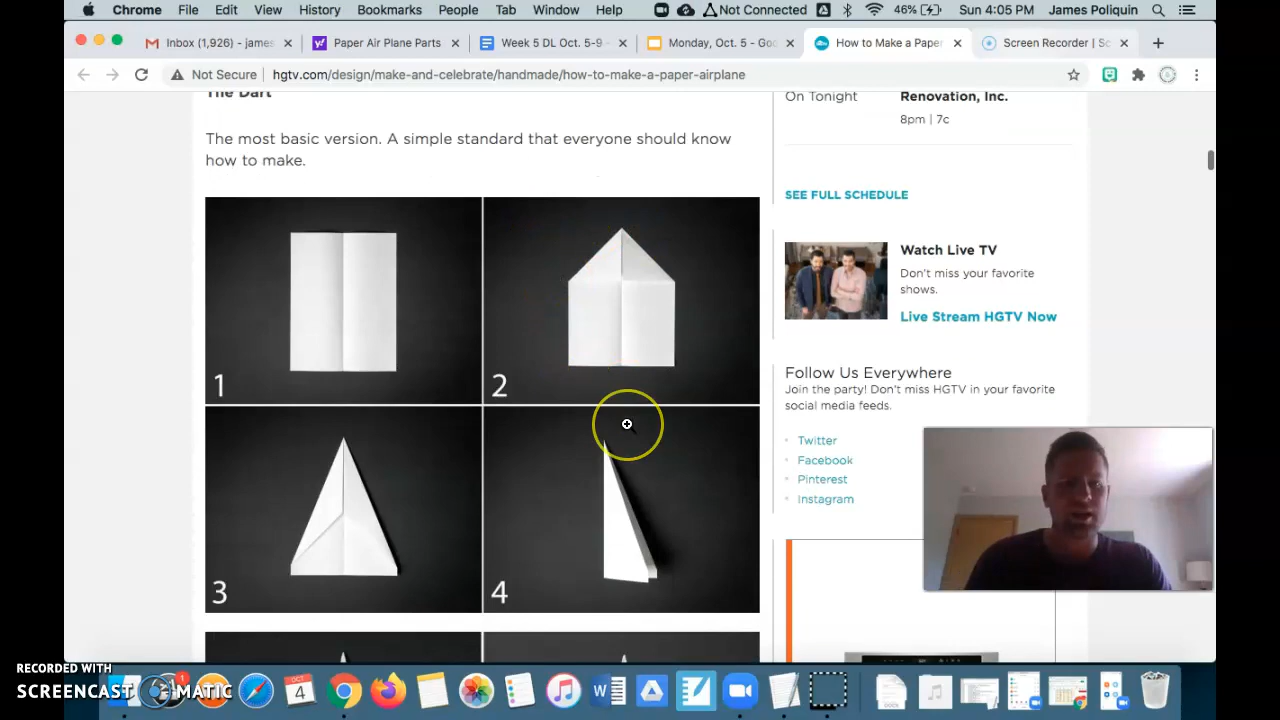 Chrome File Edit View History Bookmarks People Tab Window Help Not Connected 46% Sun 4:05 PM James Poliquin
Inbox (1,926) - james
Paper Air Plane Parts
Week 5 DL Oct. 5-9 -
Monday, Oct. 5 - Goo
How to Make a Pape
Screen Recorder | Sc
Not Secure hgtv.com/design/make-and-celebrate/handmade/how-to-make-a-paper-airplane
The Dart
The most basic version. A simple standard that everyone should know
how to make.
1
2
3
4
On Tonight
Renovation, Inc.
8pm | 7c
SEE FULL SCHEDULE
Watch Live TV
Don't miss your favorite
shows.
Live Stream HGTV Now
Follow Us Everywhere
Join the party! Don't miss HGTV in your favorite
social media feeds.
Twitter
Facebook
Pinterest
Instagram
RECORDED WITH
SCREENCAST MATIC
OCT
4